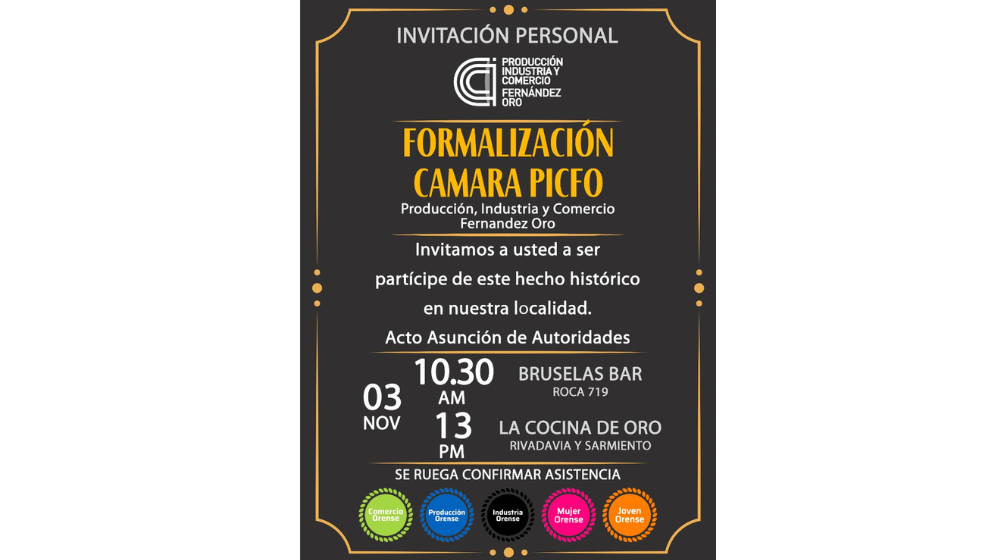 INVITACIÓN PERSONAL
PRODUCCIÓN
INDUSTRIA Y
COMERCIO
FERNÁNDEZ
ORO
FORMALIZACIÓN
CAMARA PICFO
Producción, Industria y Comercio
Fernandez Oro
Invitamos a usted a ser
partícipe de este hecho histórico
en nuestra localidad.
Acto Asunción de Autoridades
03
NOV
10.30
AM
BRUSELAS BAR
ROCA 719
13
PM
LA COCINA DE ORO
RIVADAVIA Y SARMIENTO
SE RUEGA CONFIRMAR ASISTENCIA
Comercio
Orense
Producción
Orense
Industria
Orense
Mujer
Orense
Joven
Orense